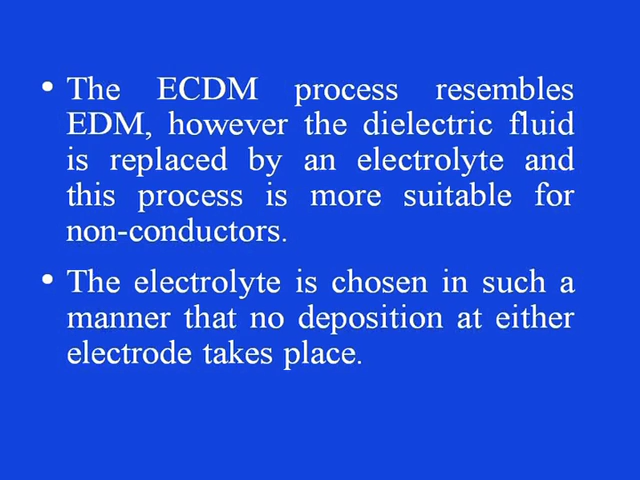 • The ECDM process resembles
EDM, however the dielectric fluid
is replaced by an electrolyte and
this process is more suitable for
non-conductors.
• The electrolyte is chosen in such a
manner that no deposition at either
electrode takes place.